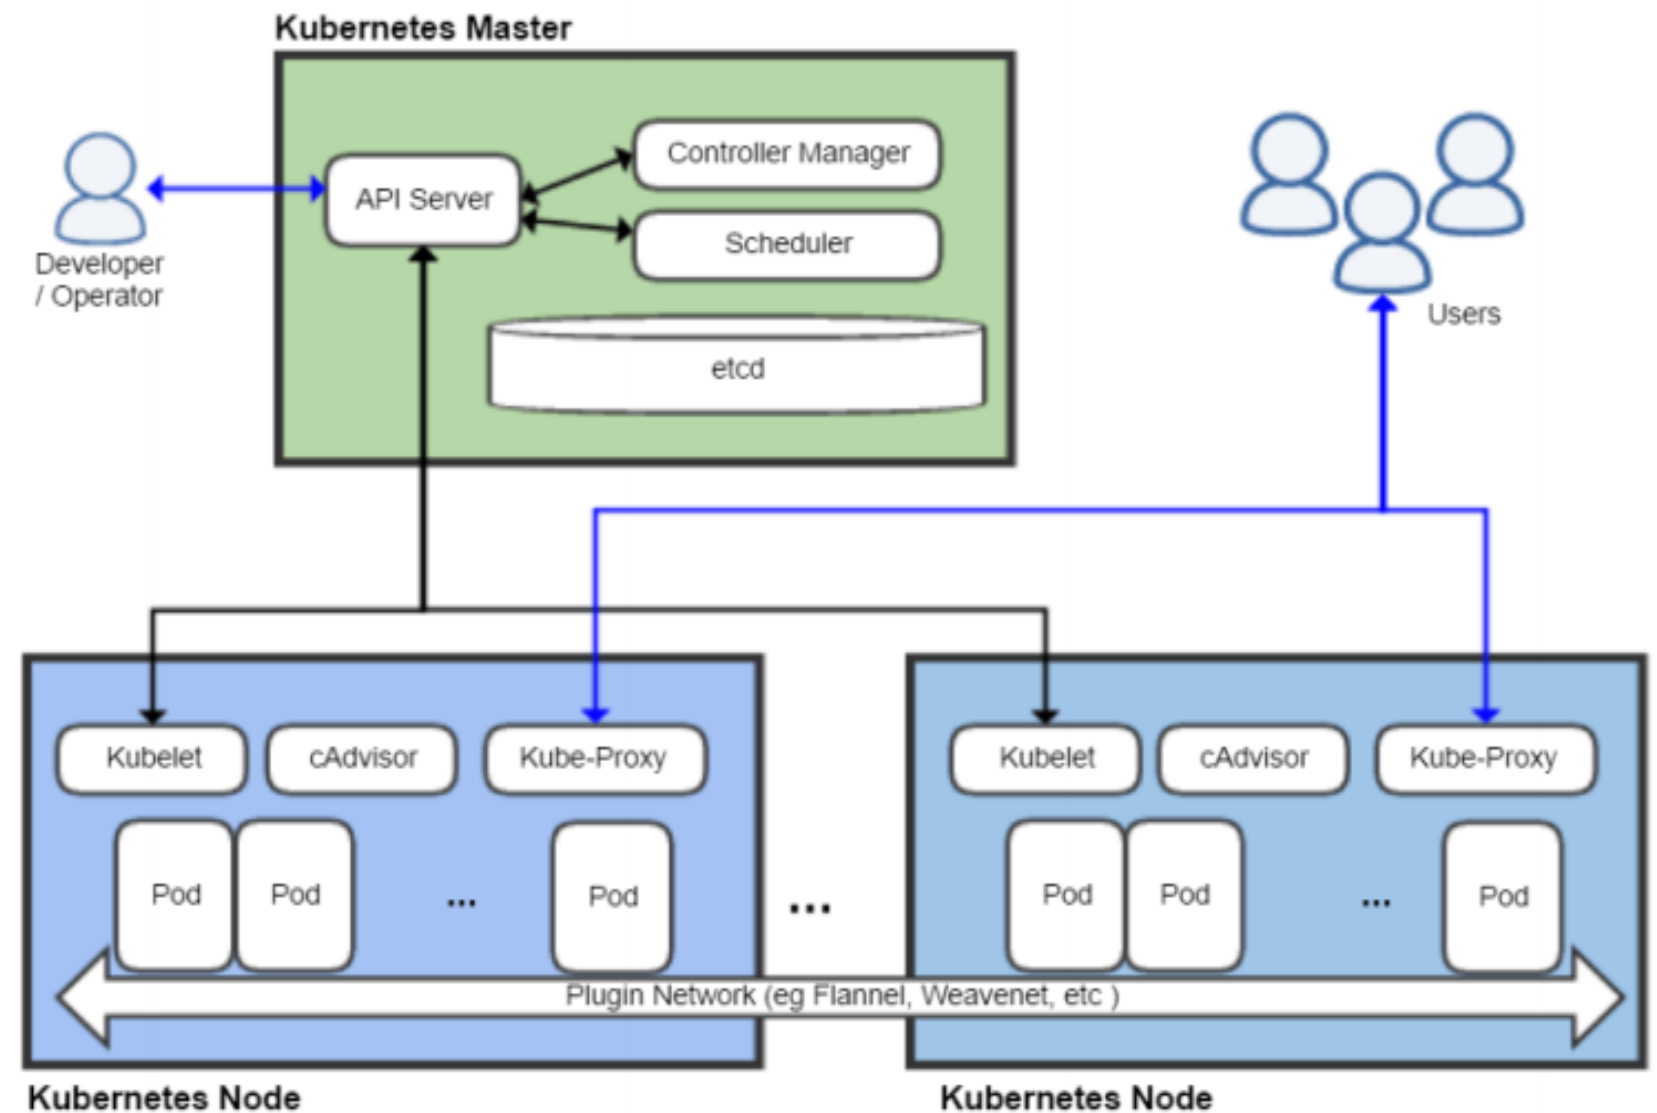 Kubernetes Master
API Server
Controller Manager
Scheduler
etcd
Developer
/ Operator
Users
Kubelet
cAdvisor
Kube-Proxy
Pod
Pod
...
Pod
...
Kubelet
cAdvisor
Kube-Proxy
Pod
Pod
...
Pod
Plugin Network (eg Flannel, Weavenet, etc )
Kubernetes Node
Kubernetes Node